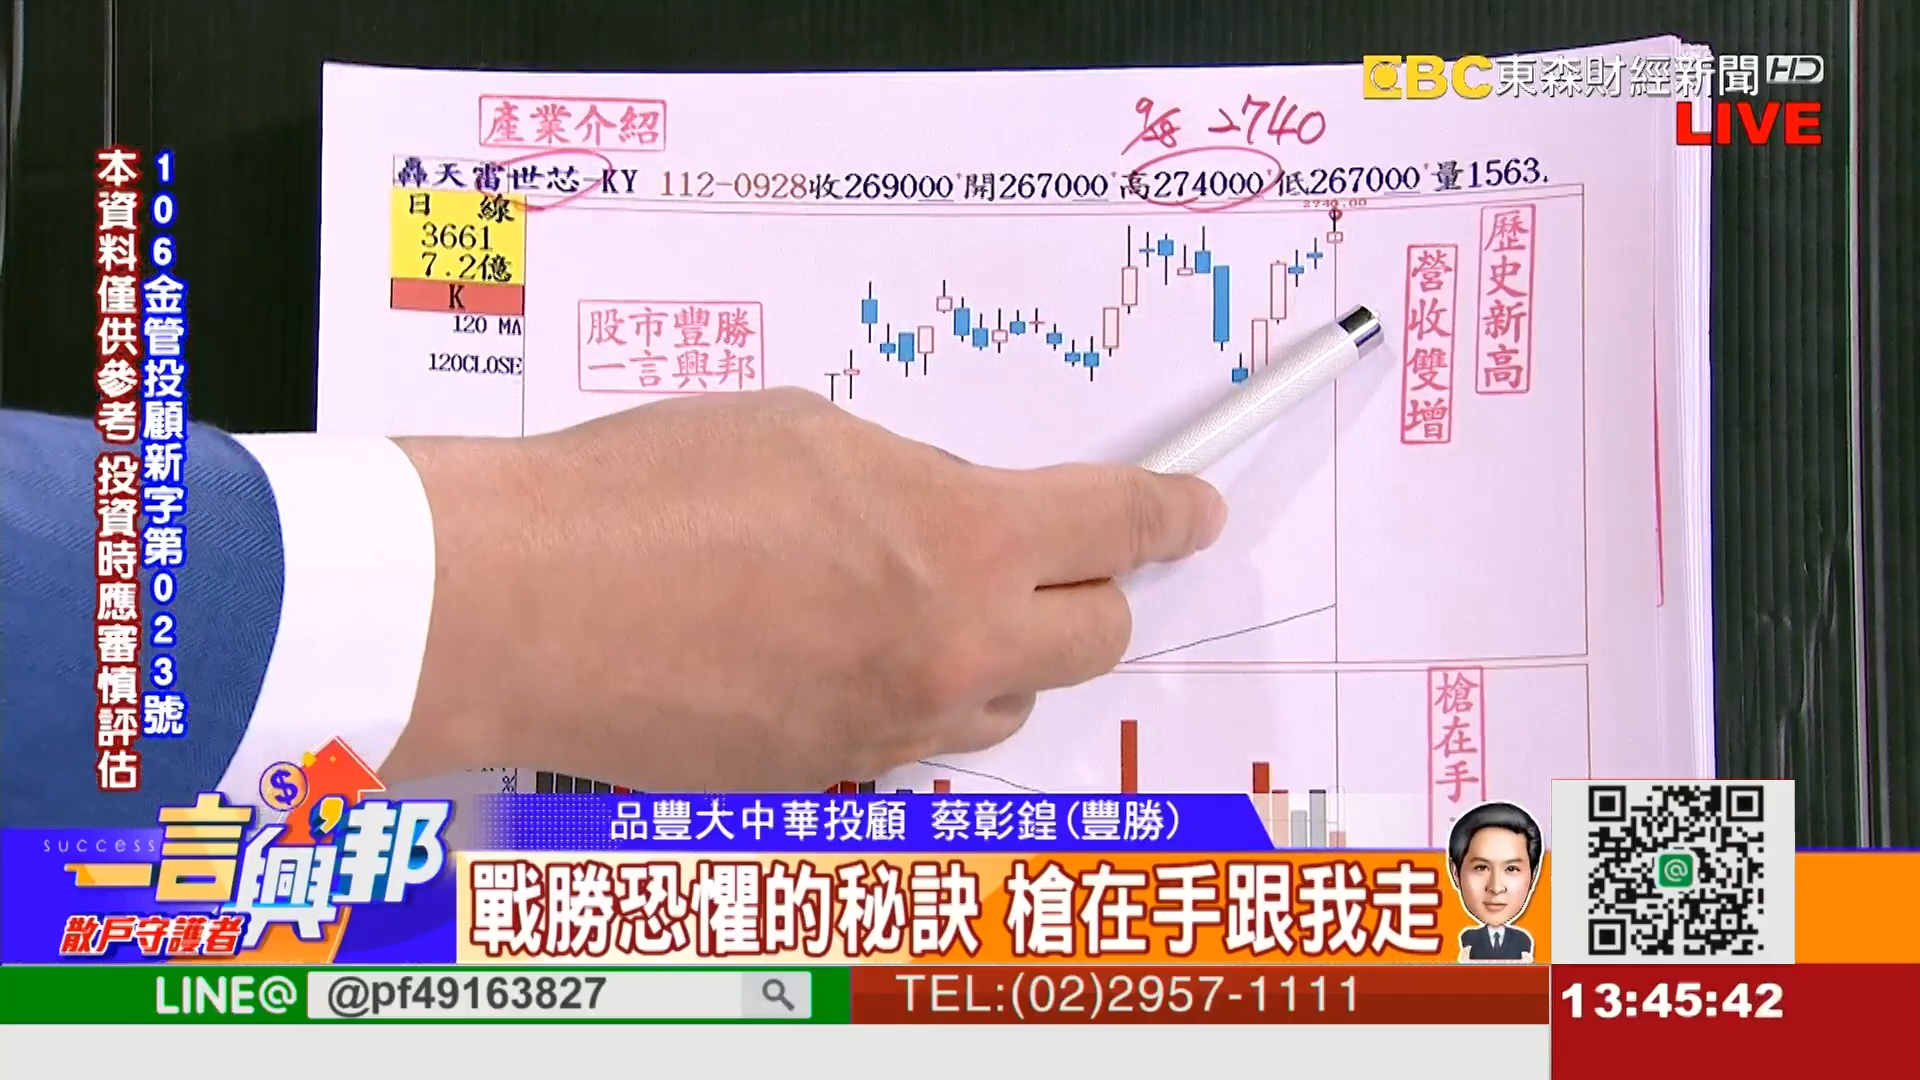 EBC東森財經新聞HD
LIVE
產業介紹
9/28 2740
轟天雷世芯-KY 112-0928收269000 開267000 高274000 低267000 量1563.
日 線
3661
7.2億
K
120 MA
120CLOSE
2740.00
股市豐勝
一言興邦
歷史新高
營收雙增
槍在手
106金管投顧新字第023號
本資料僅供參考 投資時應審慎評估
success
一言興邦
散戶守護者
品豐大中華投顧 蔡彰鍠(豐勝)
戰勝恐懼的秘訣 槍在手跟我走
LINE@ @pf49163827
TEL:(02)2957-1111
13:45:42